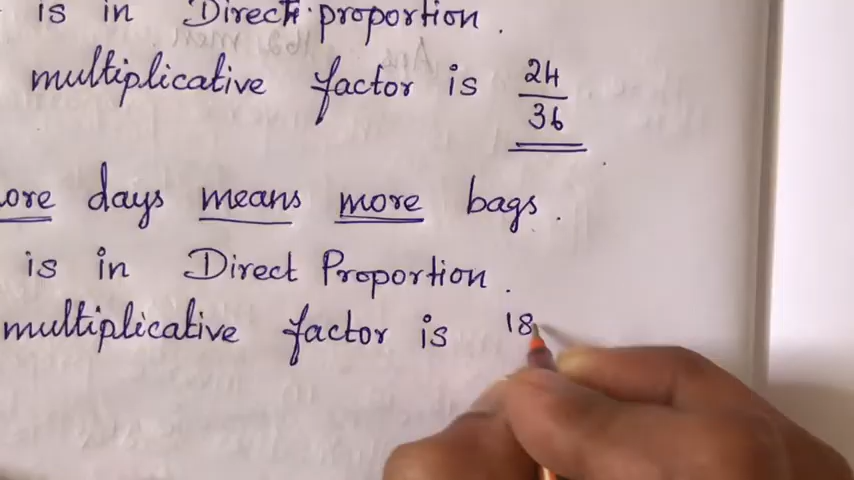 is in Direct proportion.
multiplicative factor is 24/36
ore days means more bags.
is in Direct Proportion.
multiplicative factor is 18